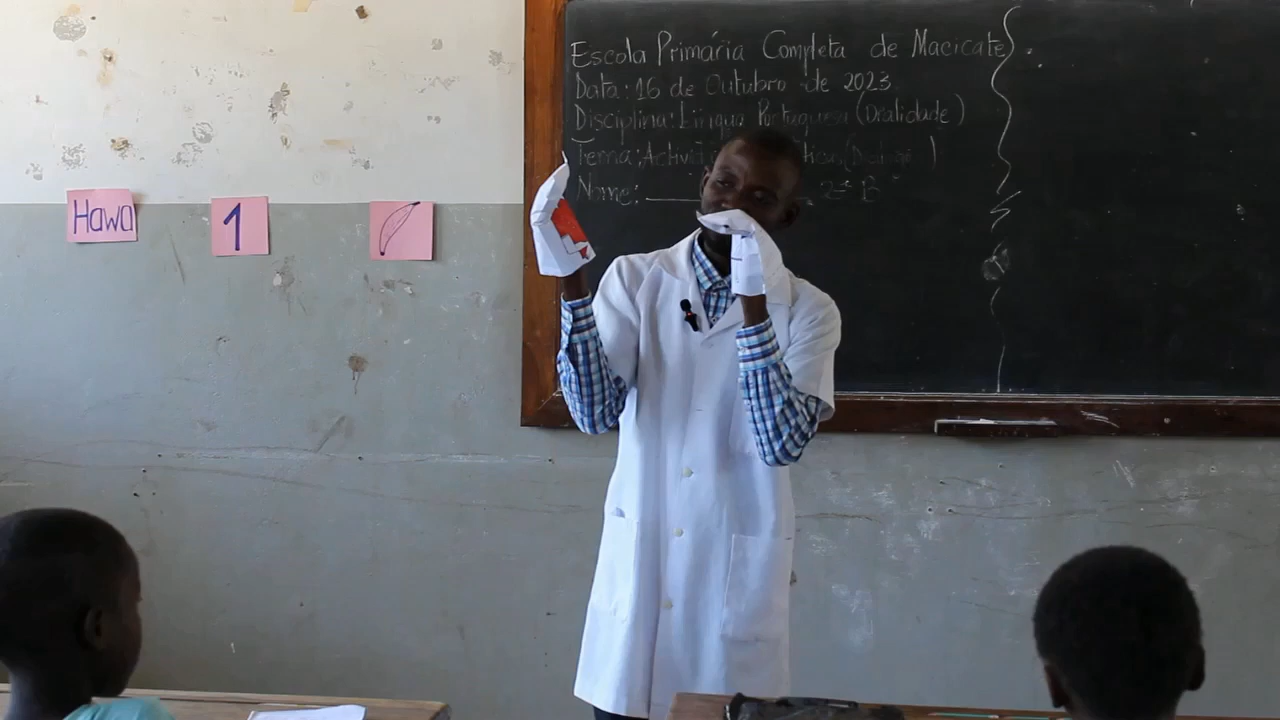 Escola Primária Completa de Macicate
Data: 16 de Outubro de 2023
Disciplina: Língua Portuguesa (Oralidade)
Tema:
Nome: 2ª B
Hawa
1